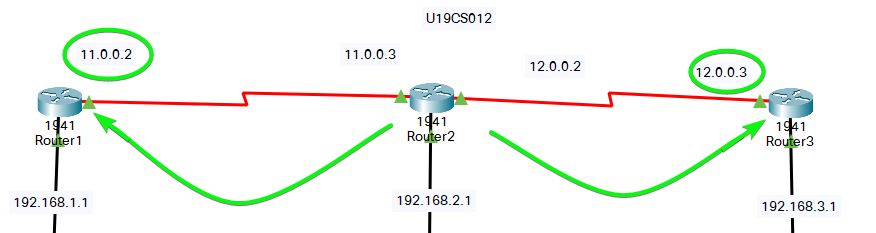 U19CS012
11.0.0.2
11.0.0.3
12.0.0.2
12.0.0.3
1941
Router1
1941
Router2
1941
Router3
192.168.1.1
192.168.2.1
192.168.3.1